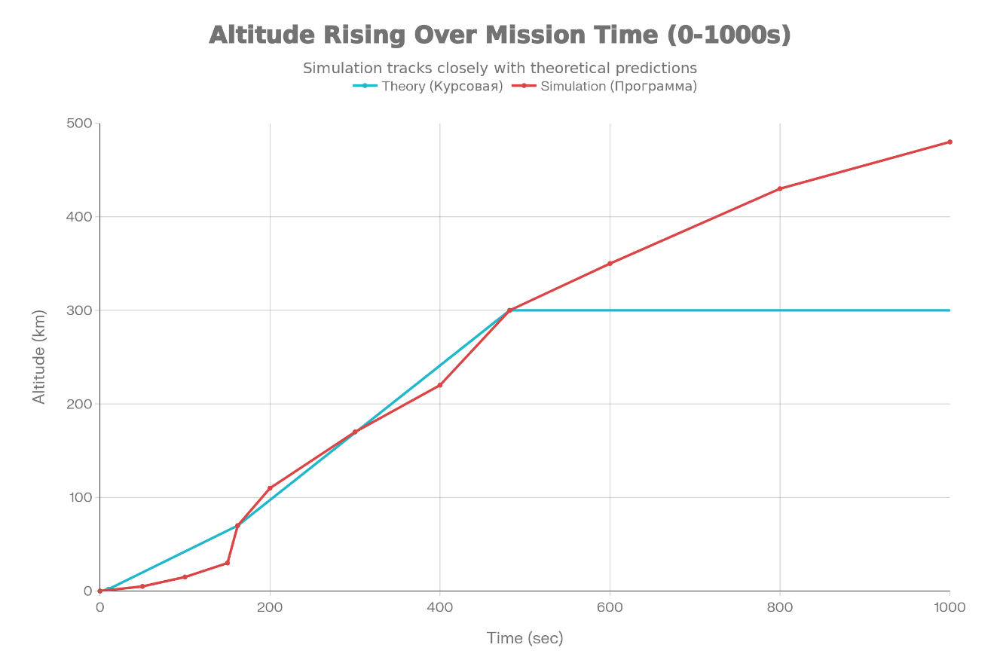 Altitude Rising Over Mission Time (0-1000s)
Simulation tracks closely with theoretical predictions
Theory (Курсовая) Simulation (Программа)
500
400
300
200
100
0
Altitude (km)
0 200 400 600 800 1000
Time (sec)